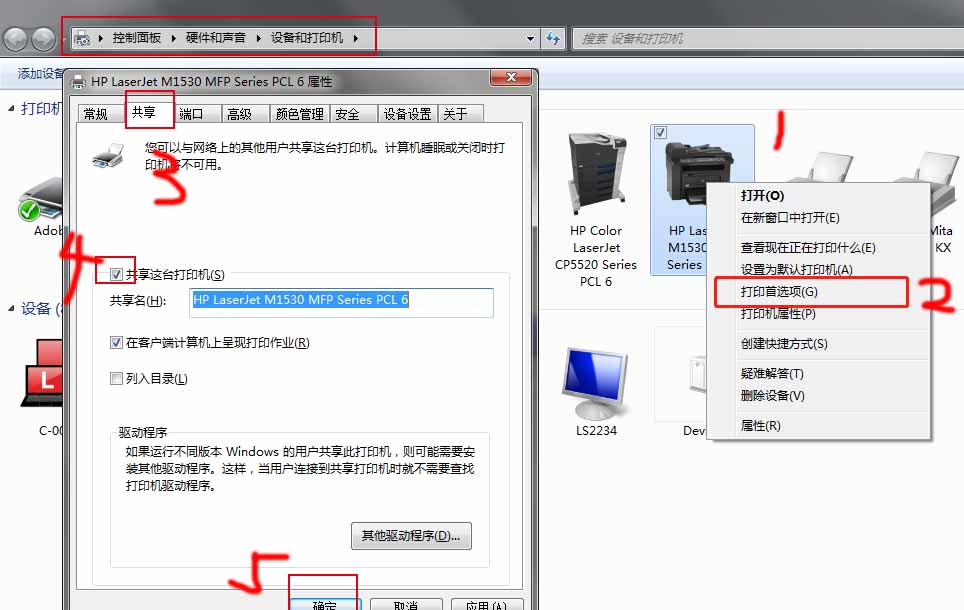 控制面板 硬件和声音 设备和打印机
搜索 设备和打印机
添加设备
HP LaserJet M1530 MFP Series PCL 6 属性
常规 共享 端口 高级 颜色管理 安全 设备设置 关于
您可以与网络上的其他用户共享这台打印机。计算机睡眠或关闭时打
印机将不可用。
3
4
共享这台打印机(S)
共享名(H):
HP LaserJet M1530 MFP Series PCL 6
在客户端计算机上呈现打印作业(R)
列入目录(L)
驱动程序
如果运行不同版本 Windows 的用户共享此打印机，则可能需要安
装其他驱动程序。这样，当用户连接到共享打印机时就不需要查找
打印机驱动程序。
其他驱动程序(D)...
5
确定 取消 应用(A)
打印机
Adob
设备
L
C-00
HP Color
LaserJet
CP5520 Series
PCL 6
HP Las
M1530
Series
1
Mita
KX
打开(O)
在新窗口中打开(E)
查看现在正在打印什么(E)
设置为默认打印机(A)
打印首选项(G)
2
打印机属性(P)
创建快捷方式(S)
疑难解答(T)
删除设备(V)
属性(R)
LS2234
Dev